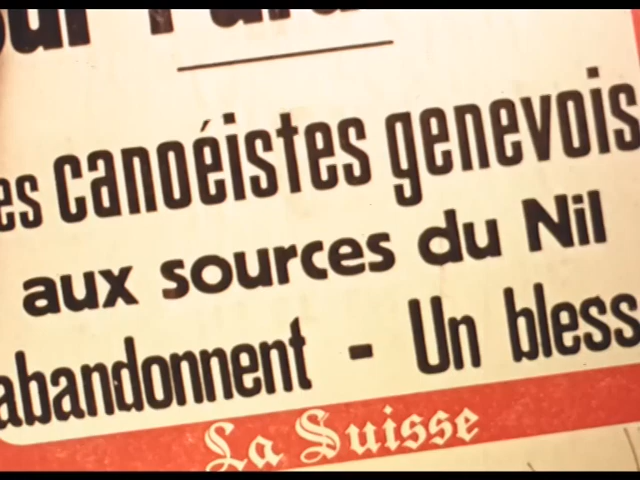 es canoéistes genevois
aux sources du Nil
abandonnent - Un bless
La Suisse